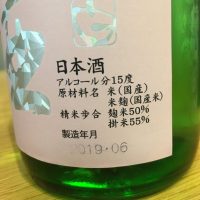 日本酒
アルコール分15度
原材料名 米(国産)
米麹(国産米)
精米歩合 麹米50%
掛米55%
製造年月
2019・06